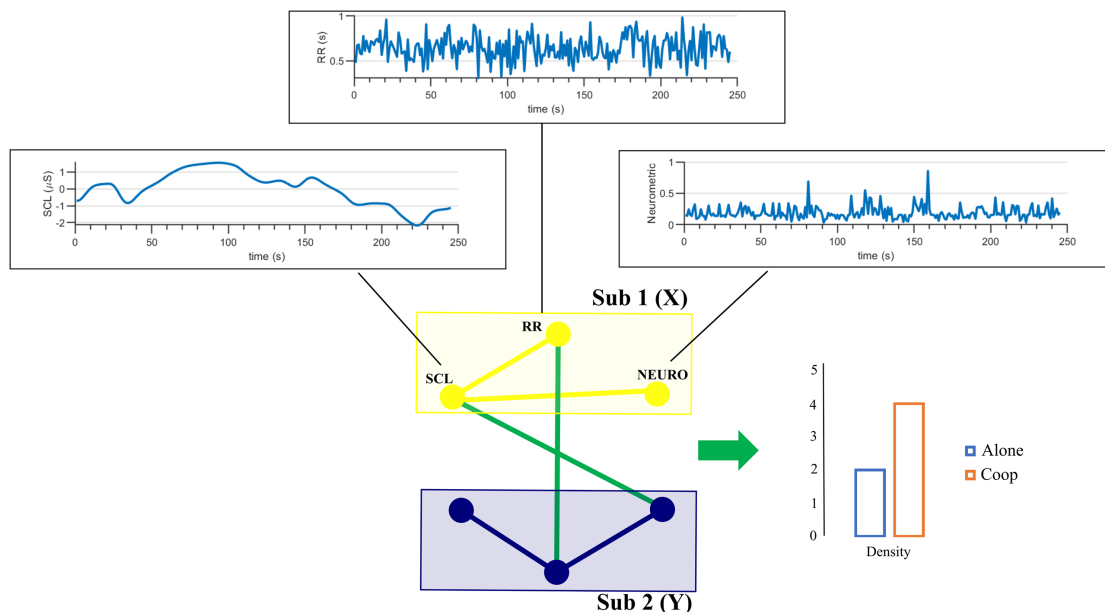 RR (s)
1
0.5
0 50 100 150 200 250
time (s)
SCL (μS)
1
0
-1
-2
0 50 100 150 200 250
time (s)
Neurometric
1
0.5
0
0 50 100 150 200 250
time (s)
Sub 1 (X)
RR
SCL
NEURO
5
4
3
2
1
0
Alone
Coop
Density
Sub 2 (Y)